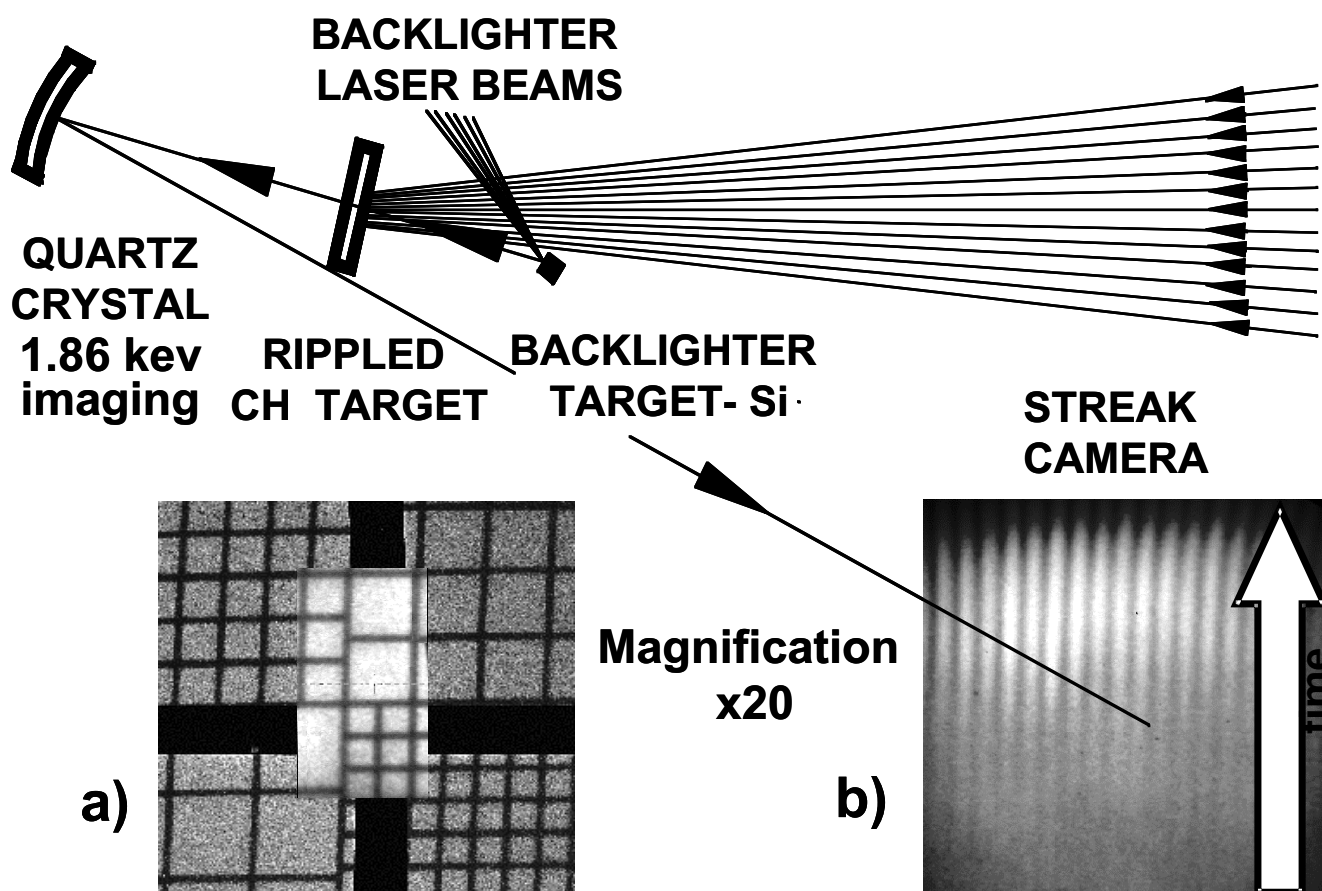 BACKLIGHTER
LASER BEAMS
QUARTZ
CRYSTAL
1.86 kev
imaging
RIPPLED
CH TARGET
BACKLIGHTER
TARGET- Si
STREAK
CAMERA
Magnification
x20
a)
b)
time